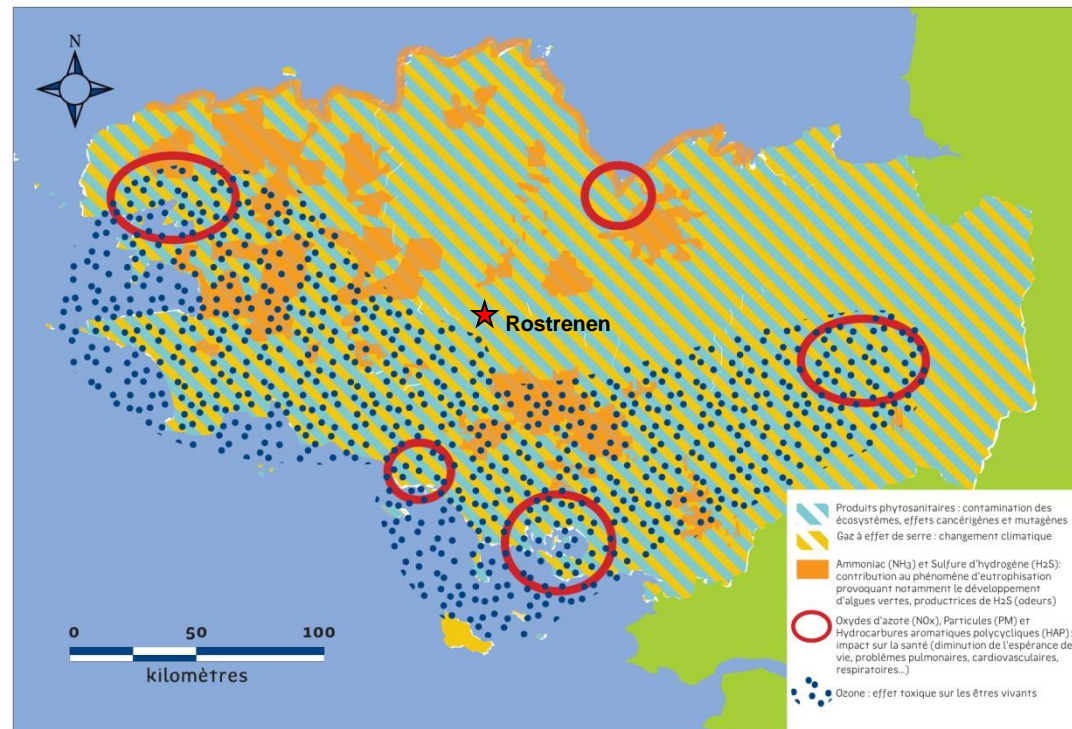 N
Rostrenen
0 50 100
kilomètres
Produits phytosanitaires : contamination des
écosystèmes, effets cancérigènes et mutagènes
Gaz à effet de serre : changement climatique
Ammoniac (NH3) et Sulfure d'hydrogène (H2S):
contribution au phénomène d'eutrophisation
provoquant notamment le développement
d'algues vertes, productrices de H2S (odeurs)
Oxydes d'azote (NOx), Particules (PM) et
Hydrocarbures aromatiques polycycliques (HAP) :
impact sur la santé (diminution de l'espérance de
vie, problèmes pulmonaires, cardiovasculaires,
respiratoires...)
Ozone : effet toxique sur les êtres vivants